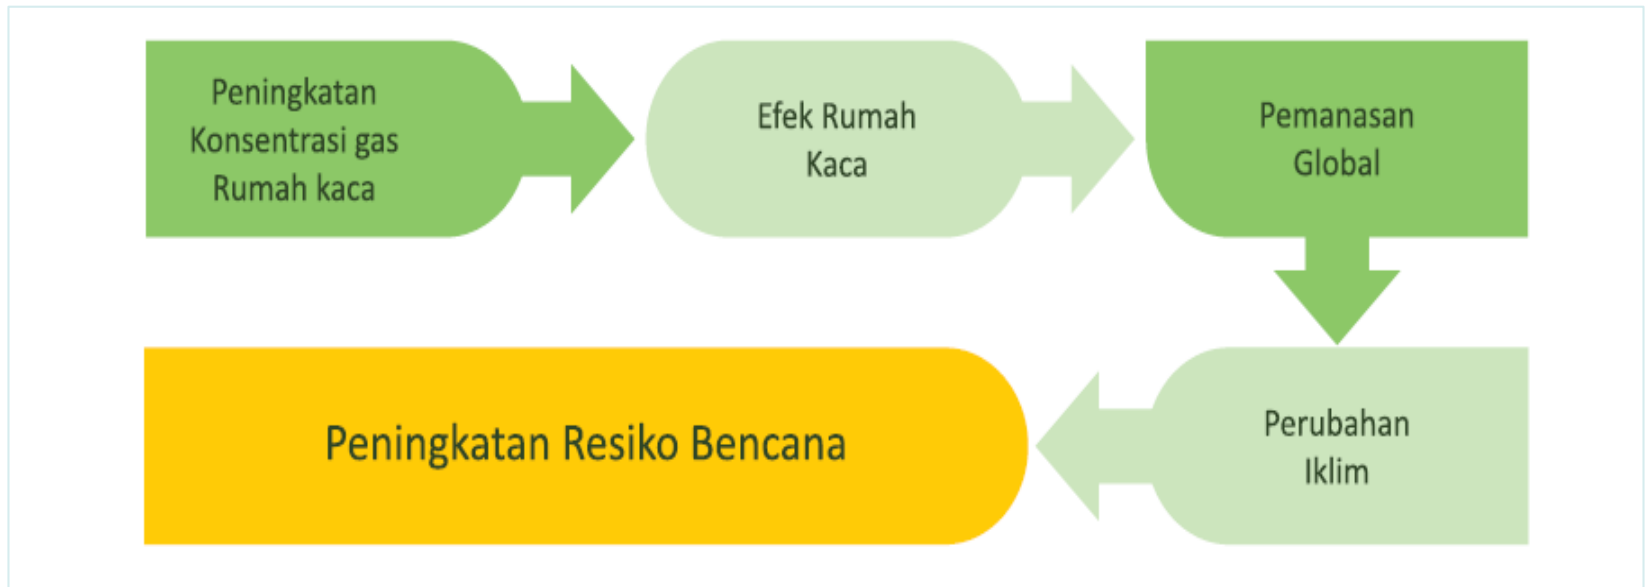 Peningkatan
Konsentrasi gas
Rumah kaca
Efek Rumah
Kaca
Pemanasan
Global
Perubahan
Iklim
Peningkatan Resiko Bencana